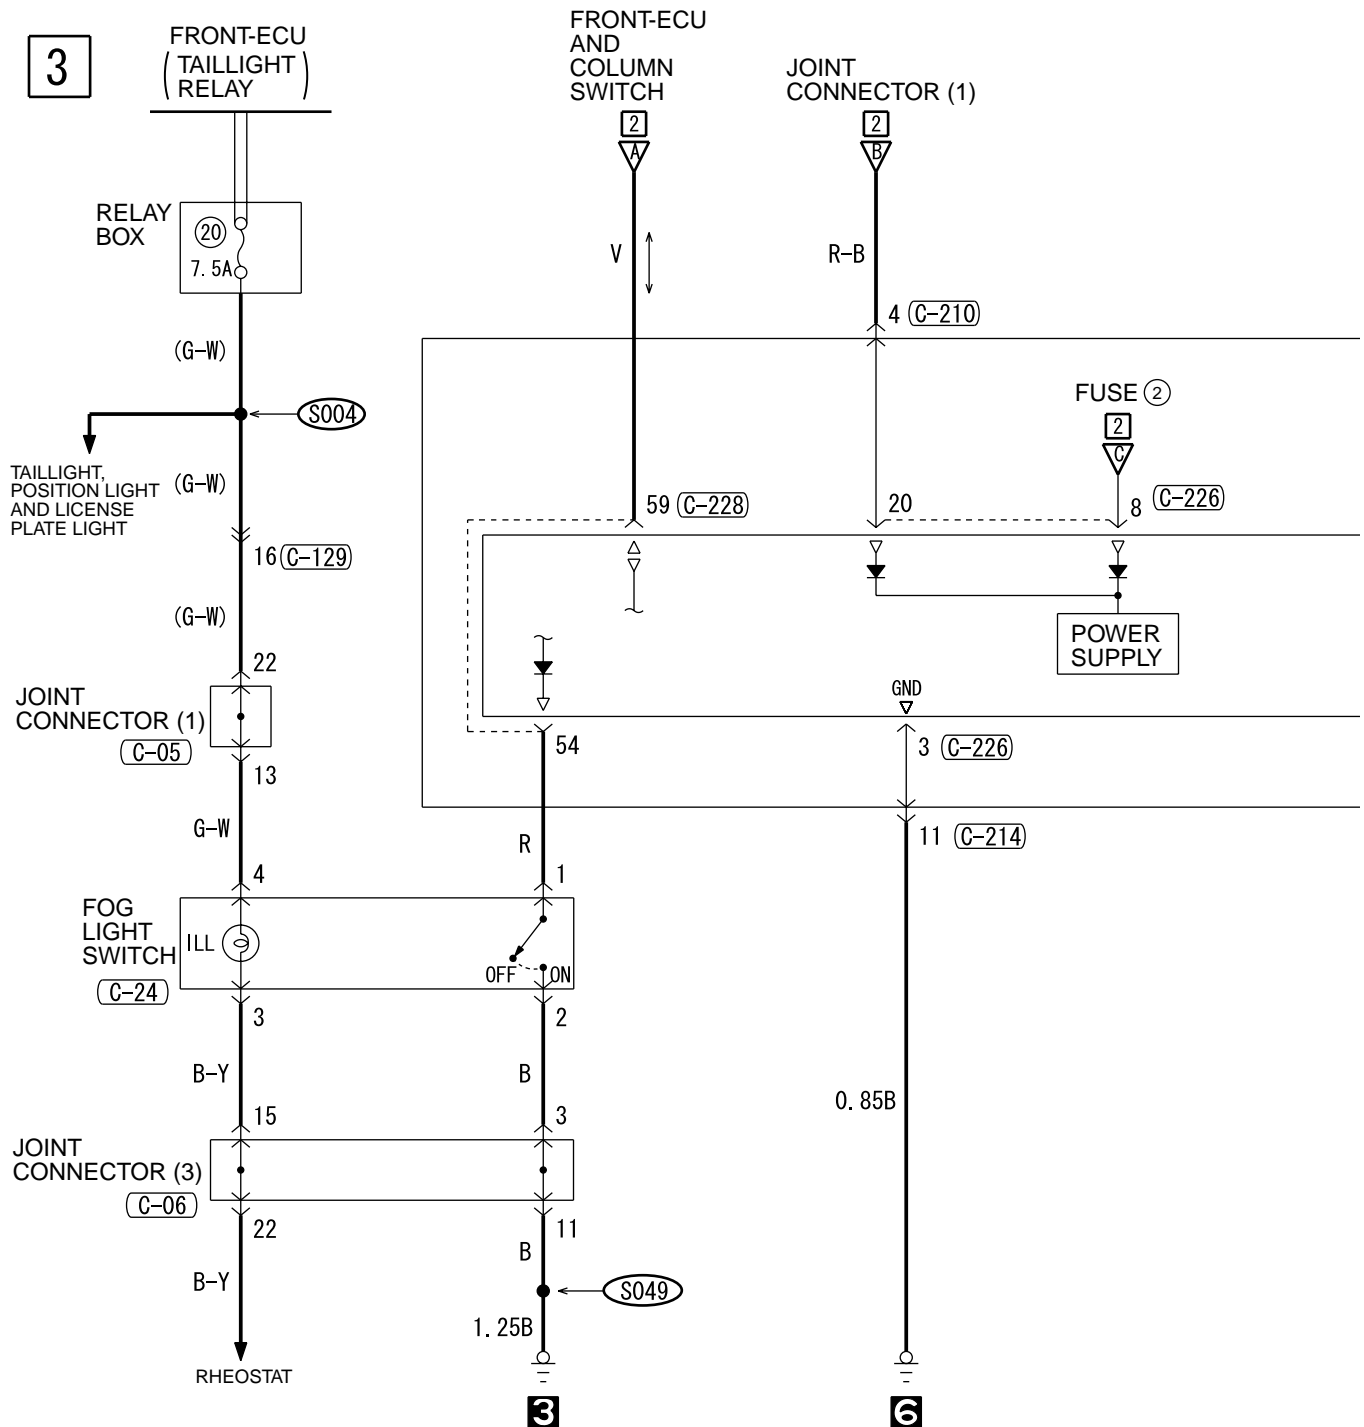 3
FRONT-ECU
(TAILLIGHT
RELAY)
FRONT-ECU
AND
COLUMN
SWITCH
2
A
JOINT
CONNECTOR (1)
2
B
RELAY
BOX
20
7.5A
V
R-B
4 (C-210)
(G-W)
S004
FUSE 2
2
C
TAILLIGHT,
POSITION LIGHT
AND LICENSE
PLATE LIGHT
(G-W)
59 (C-228)
20
8 (C-226)
16 (C-129)
(G-W)
POWER
SUPPLY
22
JOINT
CONNECTOR (1)
C-05
GND
54
3 (C-226)
13
G-W
R
11 (C-214)
4
1
FOG
LIGHT
SWITCH
ILL
OFF
ON
C-24
3
2
B-Y
B
0.85B
15
3
JOINT
CONNECTOR (3)
C-06
22
11
B-Y
B
S049
1.25B
RHEOSTAT
3
6